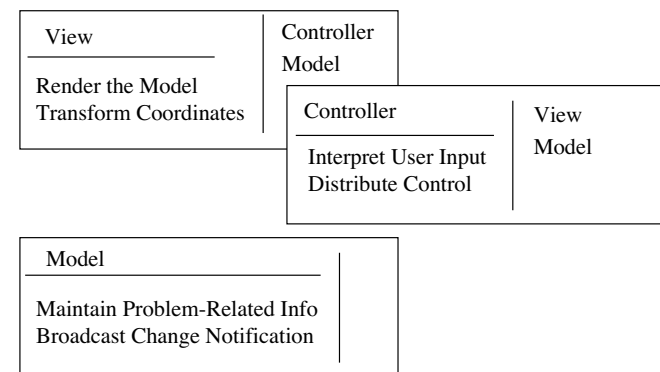 View
Render the Model
Transform Coordinates
Controller
Model
Controller
Interpret User Input
Distribute Control
View
Model
Model
Maintain Problem-Related Info
Broadcast Change Notification